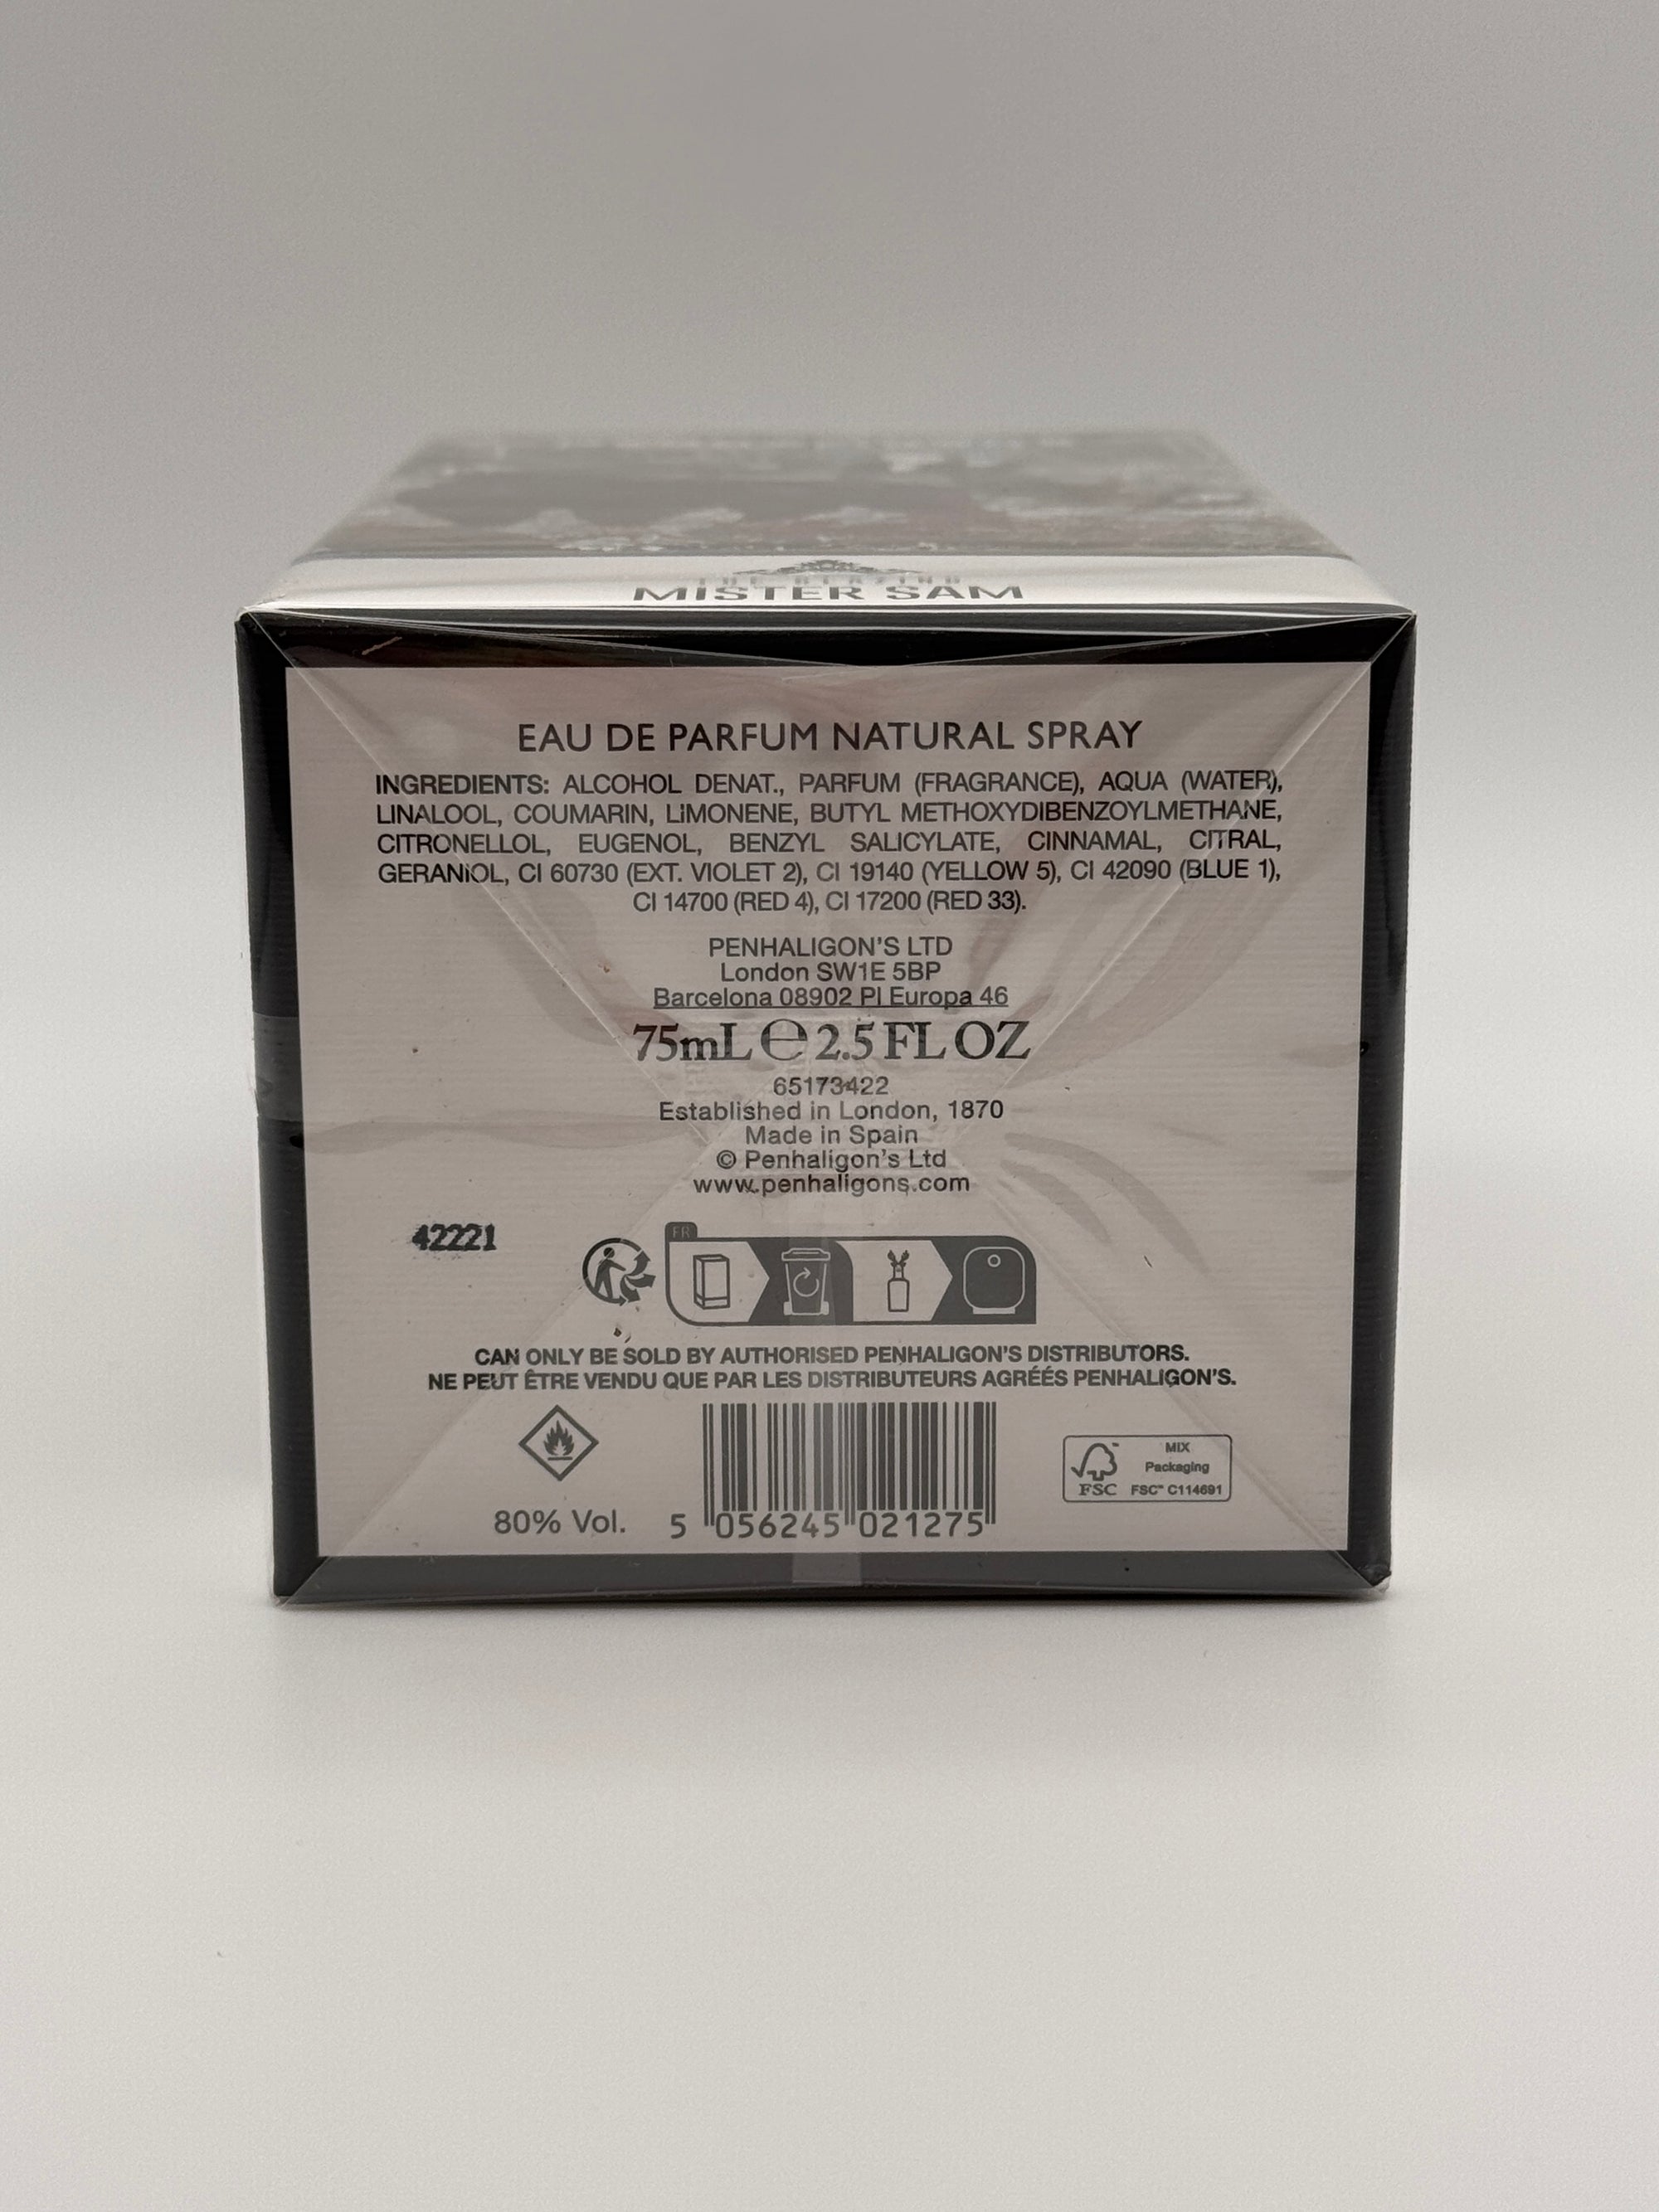 THE BLAZING
MISTER SAM
EAU DE PARFUM NATURAL SPRAY
INGREDIENTS: ALCOHOL DENAT., PARFUM (FRAGRANCE), AQUA (WATER),
LINALOOL, COUMARIN, LIMONENE, BUTYL METHOXYDIBENZOYLMETHANE,
CITRONELLOL, EUGENOL, BENZYL SALICYLATE, CINNAMAL, CITRAL,
GERANIOL, CI 60730 (EXT. VIOLET 2), CI 19140 (YELLOW 5), CI 42090 (BLUE 1),
CI 14700 (RED 4), CI 17200 (RED 33).
PENHALIGON'S LTD
London SW1E 5BP
Barcelona 08902 Pl Europa 46
75mL ℮ 2.5 FL OZ
65173422
Established in London, 1870
Made in Spain
© Penhaligon's Ltd
www.penhaligons.com
42221
FR
CAN ONLY BE SOLD BY AUTHORISED PENHALIGON'S DISTRIBUTORS.
NE PEUT ÊTRE VENDU QUE PAR LES DISTRIBUTEURS AGRÉÉS PENHALIGON'S.
80% Vol.
5 056245 021275
MIX
Packaging
FSC FSC™ C114691